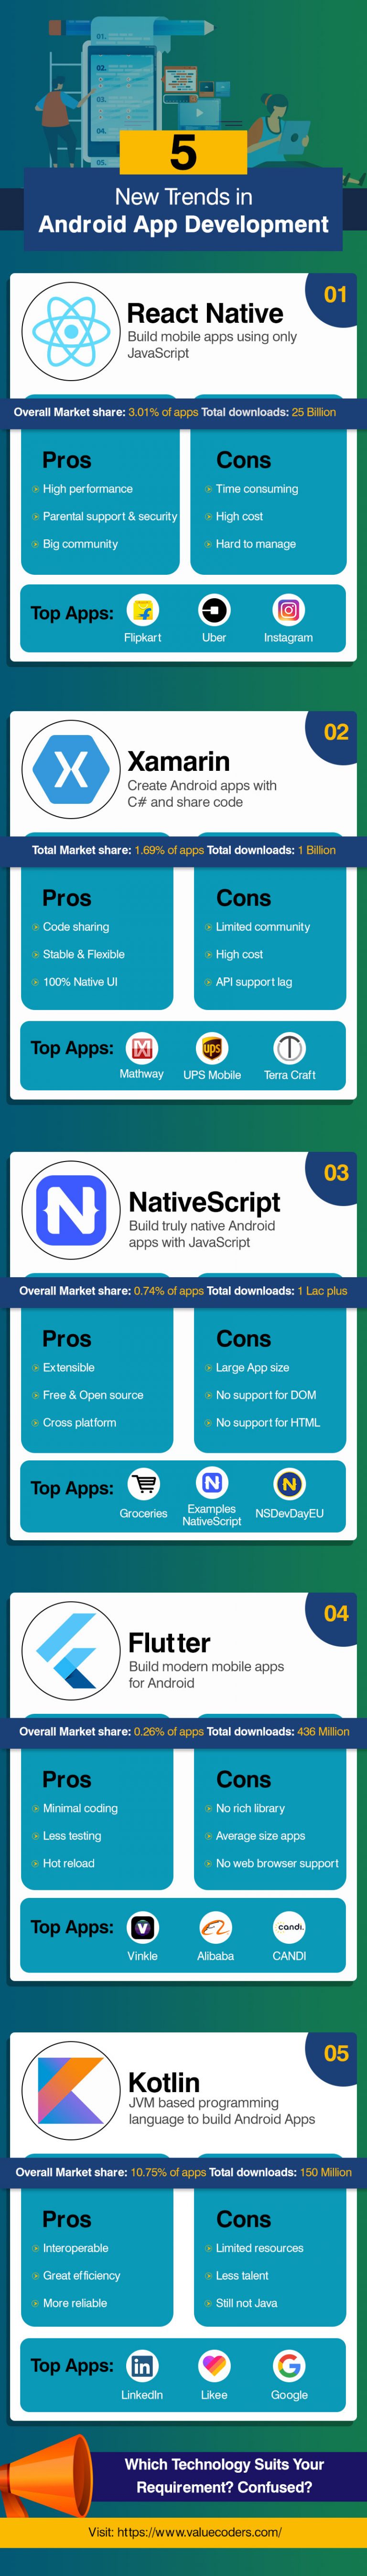 01.
02.
03.
04.
05.
5
New Trends in
Android App Development
01
React Native
Build mobile apps using only
JavaScript
Overall Market share: 3.01% of apps Total downloads: 25 Billion
Pros
High performance
Parental support & security
Big community
Cons
Time consuming
High cost
Hard to manage
Top Apps:
Flipkart
Uber
Instagram
02
X
Xamarin
Create Android apps with
C# and share code
Total Market share: 1.69% of apps Total downloads: 1 Billion
Pros
Code sharing
Stable & Flexible
100% Native UI
Cons
Limited community
High cost
API support lag
Top Apps:
ups
Mathway
UPS Mobile
Terra Craft
03
N
NativeScript
Build truly native Android
apps with JavaScript
Overall Market share: 0.74% of apps Total downloads: 1 Lac plus
Pros
Extensible
Free & Open source
Cross platform
Cons
Large App size
No support for DOM
No support for HTML
Top Apps:
N
N
Groceries
Examples
NativeScript
NSDevDayEU
04
Flutter
Build modern mobile apps
for Android
Overall Market share: 0.26% of apps Total downloads: 436 Million
Pros
Minimal coding
Less testing
Hot reload
Cons
No rich library
Average size apps
No web browser support
Top Apps:
V
candi.
Vinkle
Alibaba
CANDI
05
Kotlin
JVM based programming
language to build Android Apps
Overall Market share: 10.75% of apps Total downloads: 150 Million
Pros
Interoperable
Great efficiency
More reliable
Cons
Limited resources
Less talent
Still not Java
Top Apps:
in
G
LinkedIn
Likee
Google
Which Technology Suits Your
Requirement? Confused?
Visit: https://www.valuecoders.com/